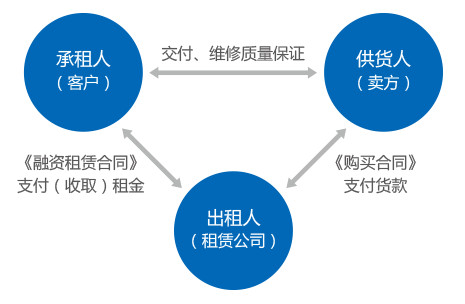 承租人
（客户）
交付、维修质量保证
供货人
（卖方）
《融资租赁合同》
支付（收取）租金
《购买合同》
支付货款
出租人
（租赁公司）